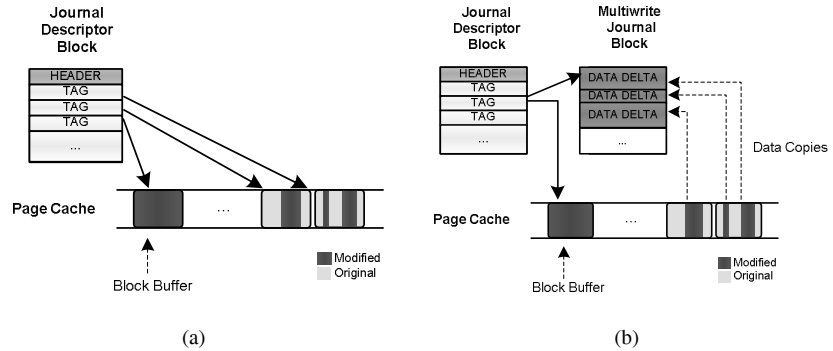 Journal
Descriptor
Block
HEADER
TAG
TAG
TAG
...
Page Cache
...
Modified
Original
Block Buffer
(a)
Journal
Descriptor
Block
Multiwrite
Journal
Block
HEADER
TAG
TAG
TAG
...
DATA DELTA
DATA DELTA
DATA DELTA
...
Data Copies
Page Cache
...
Modified
Original
Block Buffer
(b)